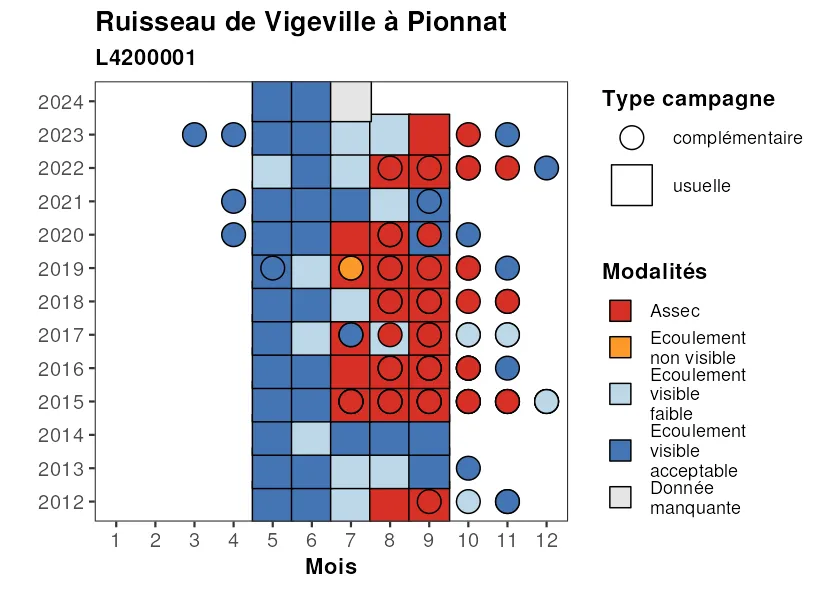 Ruisseau de Vigeville à Pionnat
L4200001
2024
2023
2022
2021
2020
2019
2018
2017
2016
2015
2014
2013
2012
1 2 3 4 5 6 7 8 9 10 11 12
Mois
Type campagne
complémentaire
usuelle
Modalités
Assec
Ecoulement
non visible
Ecoulement
visible
faible
Ecoulement
visible
acceptable
Donnée
manquante